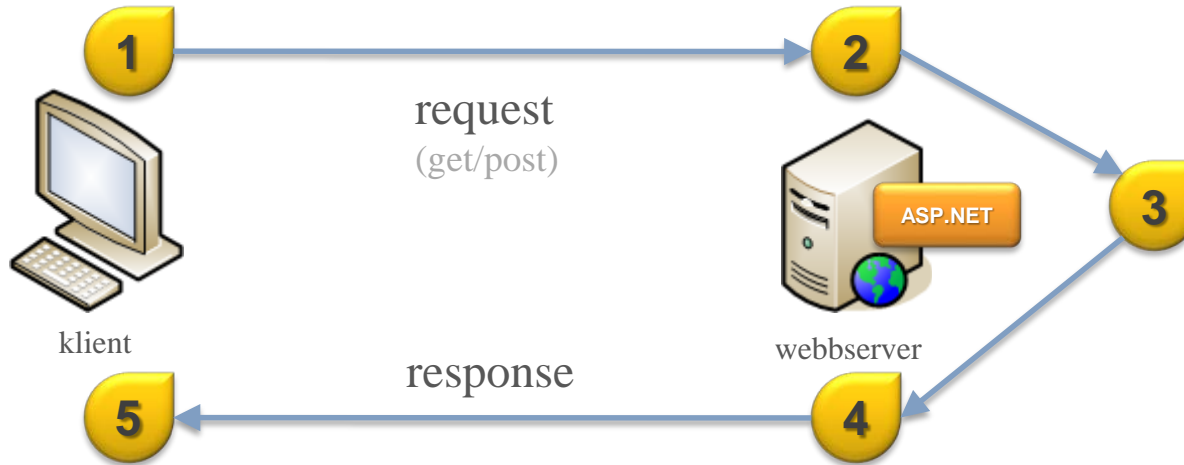 1
2
request
(get/post)
ASP.NET
3
klient
webbserver
response
5
4